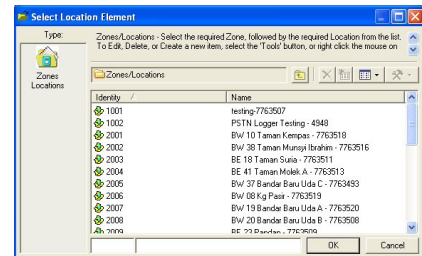 Select Location Element
Type:
Zones/Locations - Select the required Zone, followed by the required Location from the list.
To Edit, Delete, or Create a new item, select the 'Tools' button, or right click the mouse on
Zones
Locations
Zones/Locations
Identity Name
1001 testing-7763507
1002 PSTN Logger Testing - 4948
2001 BW 10 Taman Kempas - 7763518
2002 BW 38 Taman Munsyi Ibrahim - 7763516
2003 BE 18 Taman Suria - 7763511
2004 BE 41 Taman Molek A - 7763513
2005 BW 37 Bandar Baru Uda C - 7763493
2006 BW 08 Kg Pasir - 7763519
2007 BW 19 Bandar Baru Uda A - 7763520
2008 BW 20 Bandar Baru Uda B - 7763508
2009 BE 23 Pandan - 7763509
OK Cancel